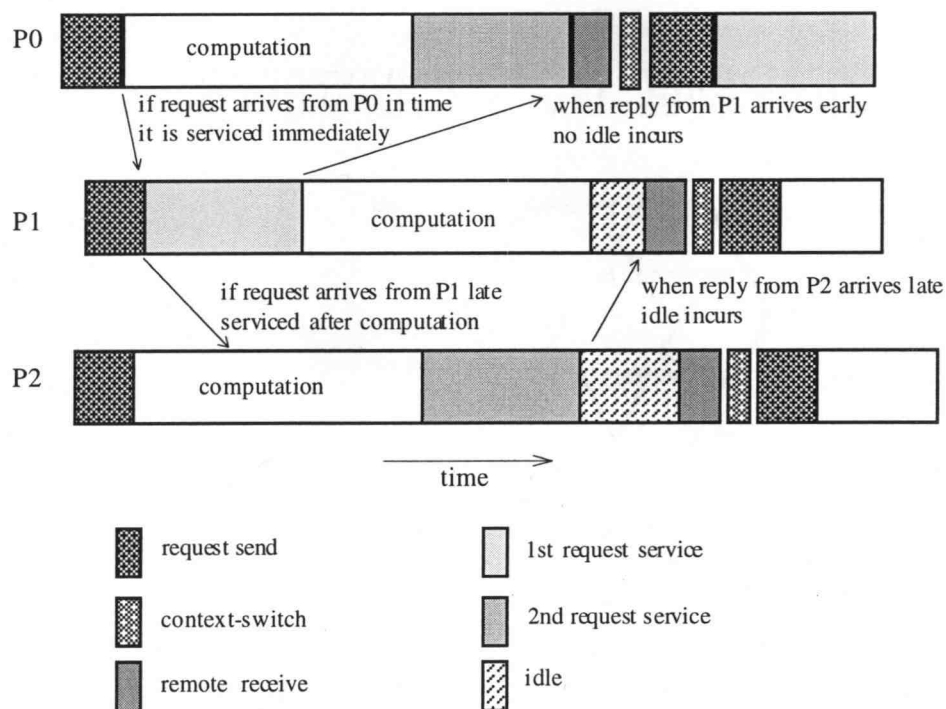 P0
computation
if request arrives from P0 in time
it is serviced immediately
when reply from P1 arrives early
no idle incurs
P1
computation
if request arrives from P1 late
serviced after computation
when reply from P2 arrives late
idle incurs
P2
computation
time
request send
1st request service
context-switch
2nd request service
remote receive
idle